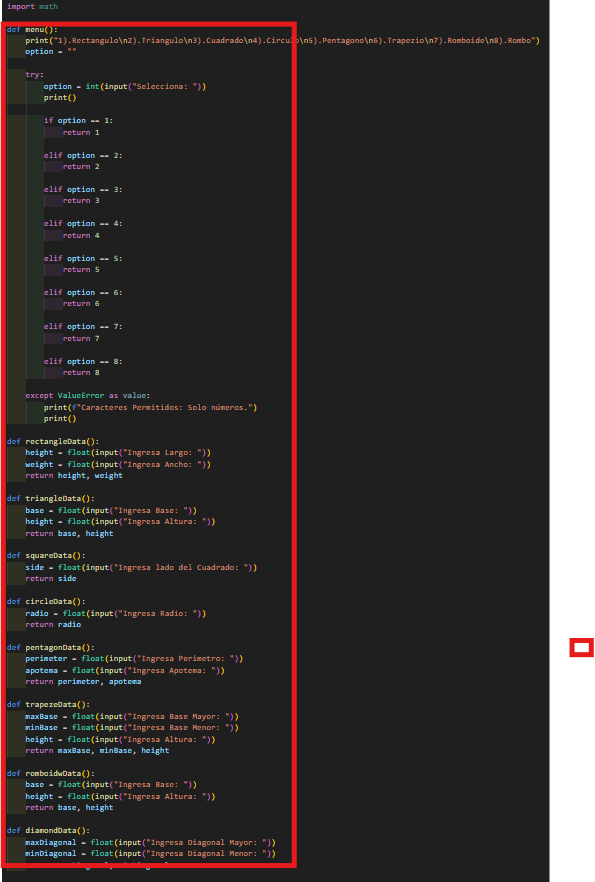 import math
def menu():
print("1).Rectangulo\n2).Triangulo\n3).Cuadrado\n4).Circulo\n5).Pentagono\n6).Trapezio\n7).Romboide\n8).Rombo")
option = ""
try:
option = int(input("Selecciona: "))
print()
if option == 1:
return 1
elif option == 2:
return 2
elif option == 3:
return 3
elif option == 4:
return 4
elif option == 5:
return 5
elif option == 6:
return 6
elif option == 7:
return 7
elif option == 8:
return 8
except ValueError as value:
print(f"Caracteres Permitidos: Solo números.")
print()
def rectangleData():
height = float(input("Ingresa Largo: "))
weight = float(input("Ingresa Ancho: "))
return height, weight
def triangleData():
base = float(input("Ingresa Base: "))
height = float(input("Ingresa Altura: "))
return base, height
def squareData():
side = float(input("Ingresa lado del Cuadrado: "))
return side
def circleData():
radio = float(input("Ingresa Radio: "))
return radio
def pentagonData():
perimeter = float(input("Ingresa Perimetro: "))
apotema = float(input("Ingresa Apotema: "))
return perimeter, apotema
def trapezeData():
maxBase = float(input("Ingresa Base Mayor: "))
minBase = float(input("Ingresa Base Menor: "))
height = float(input("Ingresa Altura: "))
return maxBase, minBase, height
def romboidwData():
base = float(input("Ingresa Base: "))
height = float(input("Ingresa Altura: "))
return base, height
def diamondData():
maxDiagonal = float(input("Ingresa Diagonal Mayor: "))
minDiagonal = float(input("Ingresa Diagonal Menor: "))